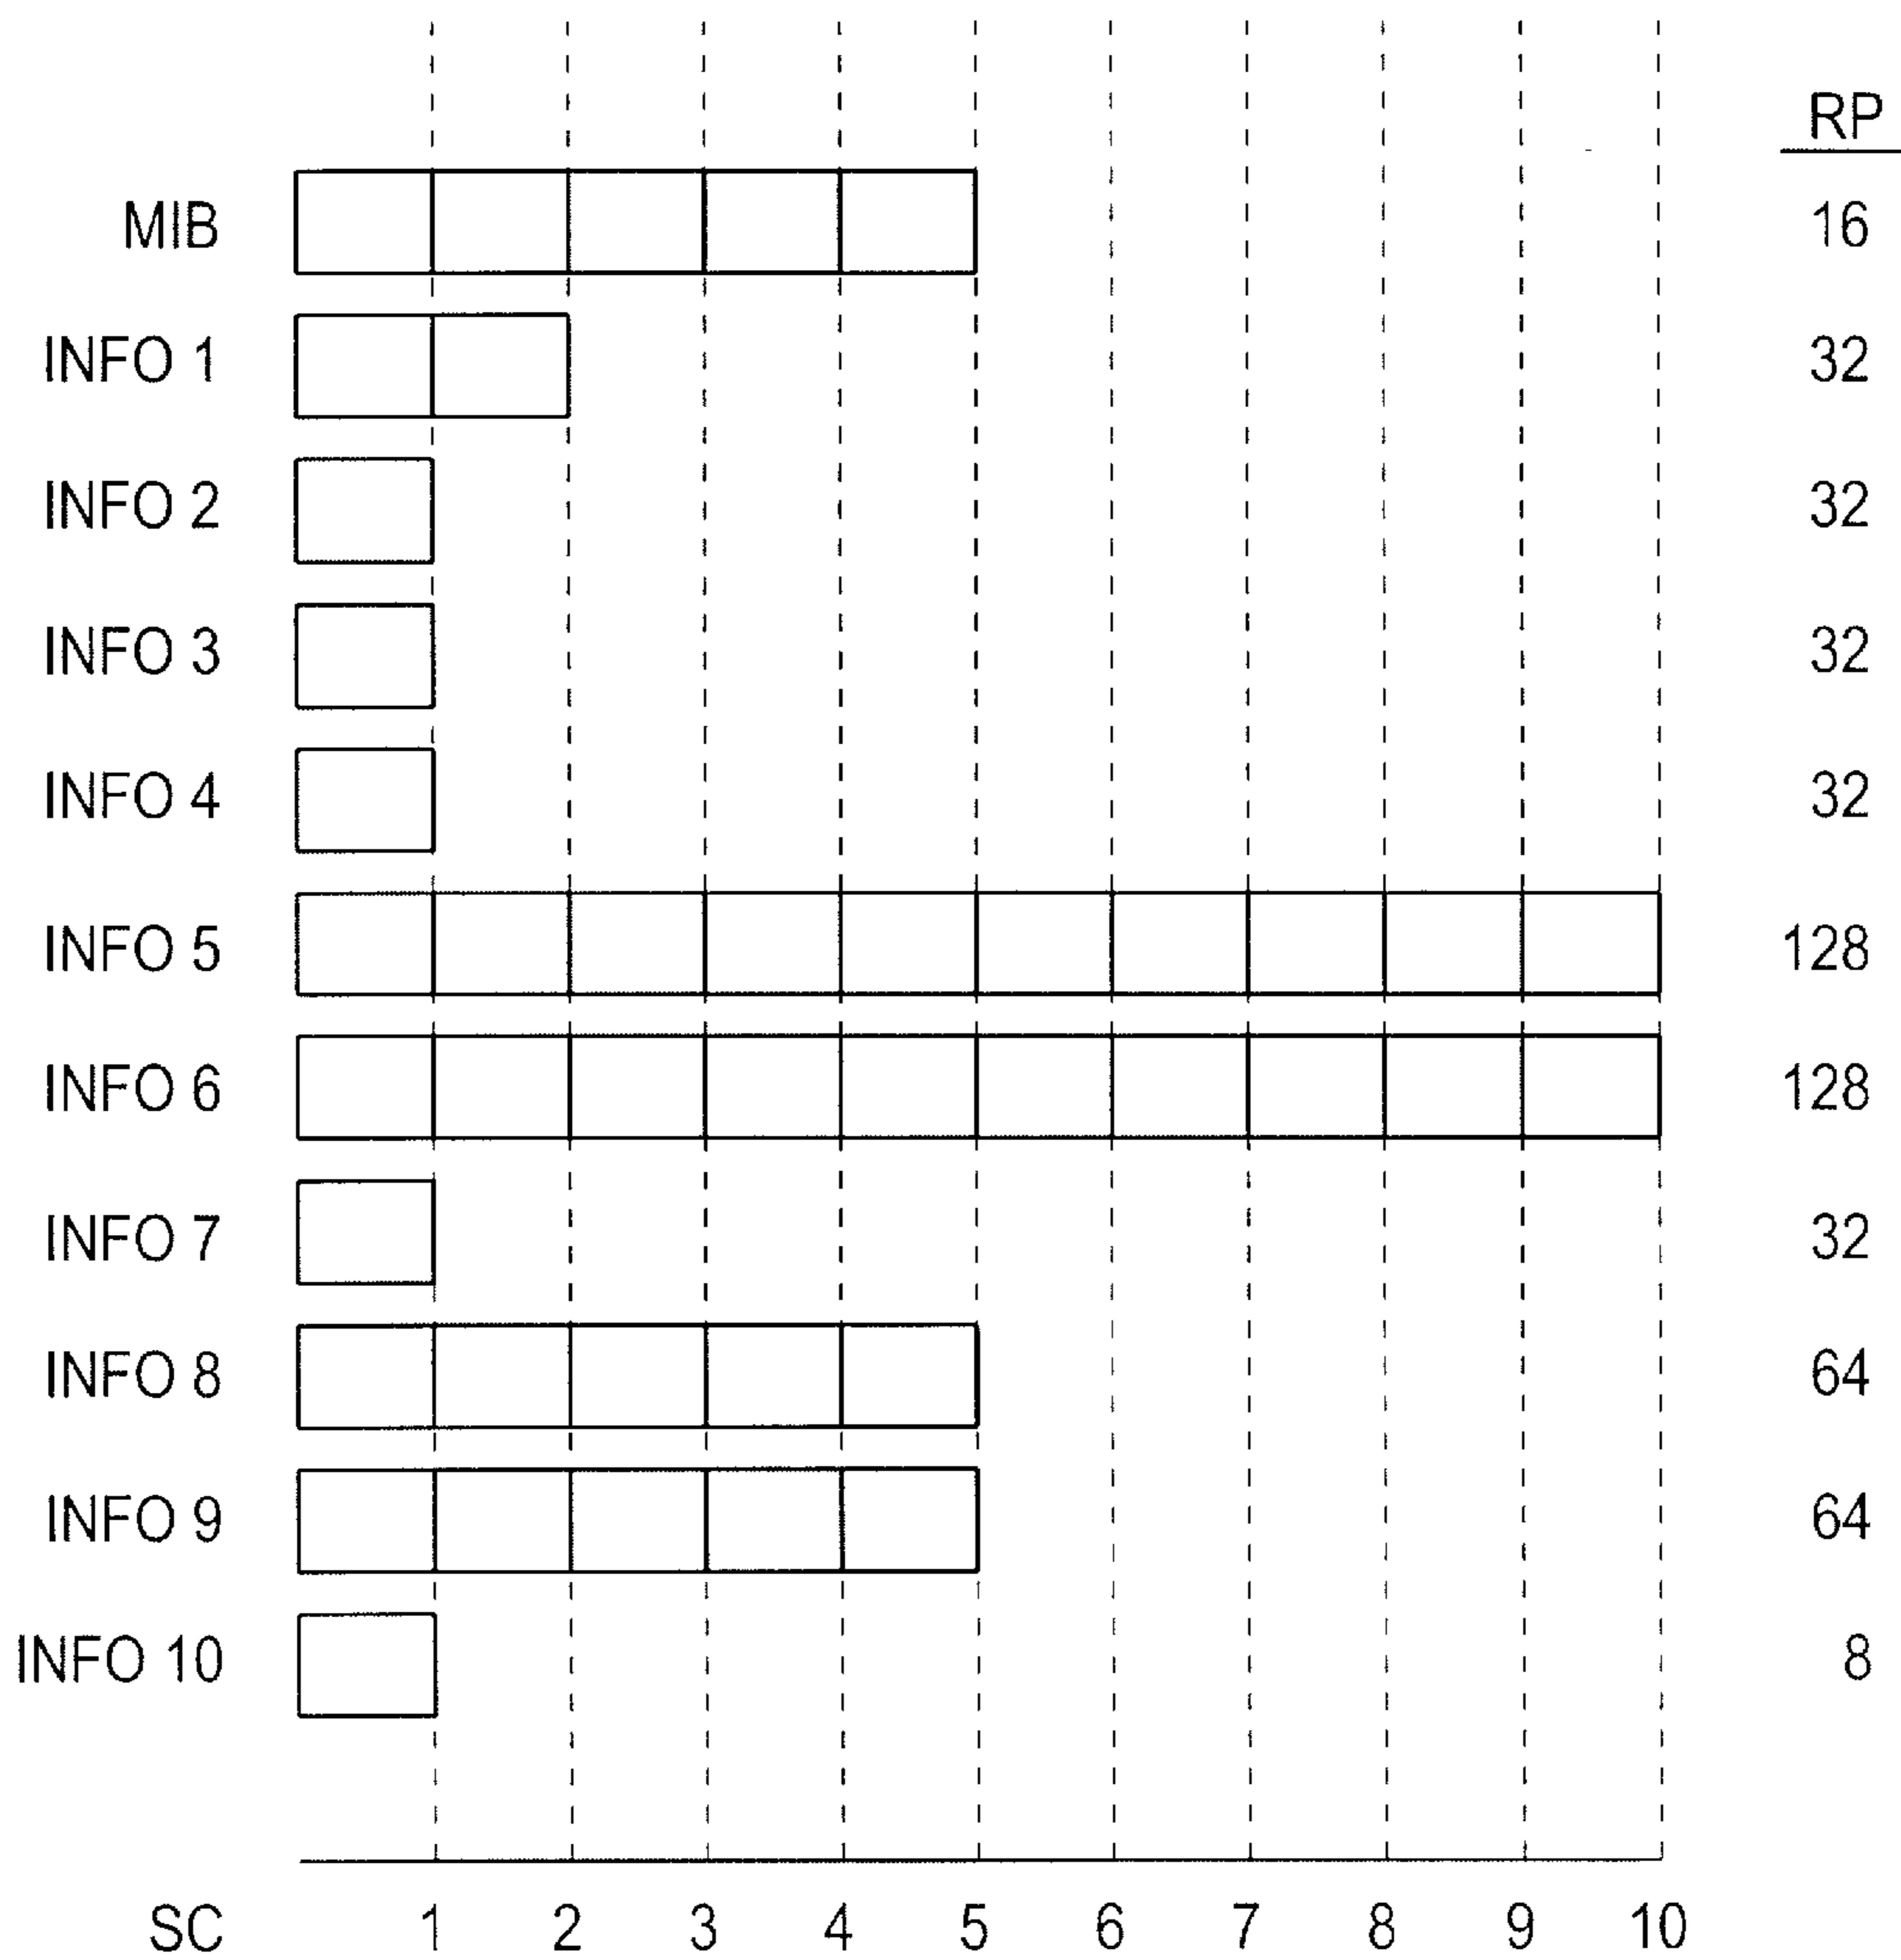 RP
MIB 16
INFO 1 32
INFO 2 32
INFO 3 32
INFO 4 32
INFO 5 128
INFO 6 128
INFO 7 32
INFO 8 64
INFO 9 64
INFO 10 8
SC 1 2 3 4 5 6 7 8 9 10